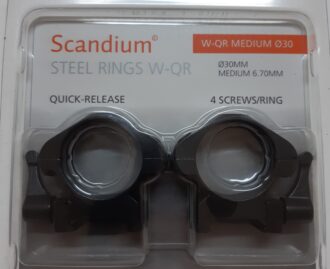 Scandium®
W-QR MEDIUM Ø30
STEEL RINGS W-QR
Ø30MM
MEDIUM 6.70MM
QUICK-RELEASE
4 SCREWS/RING